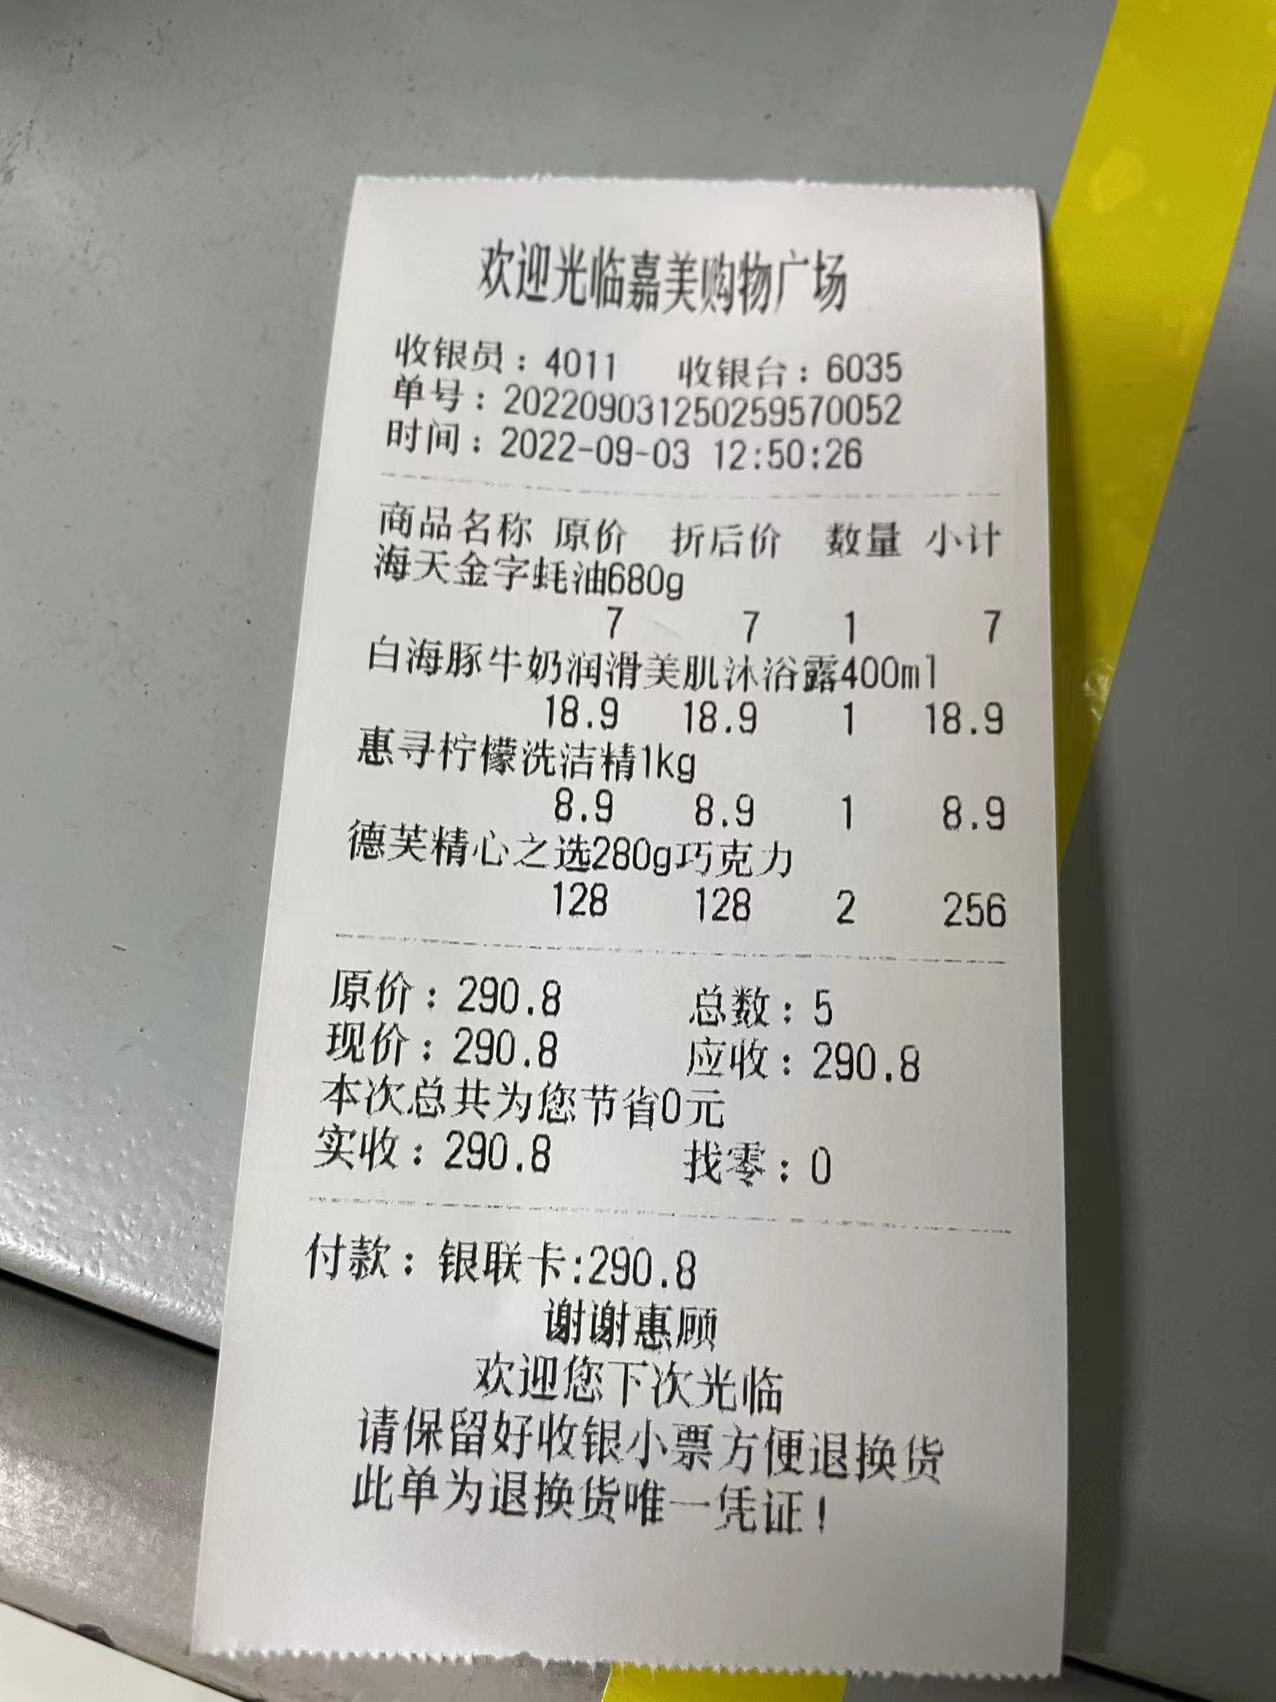 欢迎光临嘉美购物广场
收银员：4011 收银台：6035
单号：202209031250259570052
时间：2022-09-03 12:50:26
商品名称 原价 折后价 数量 小计
海天金字蚝油680g
7 7 1 7
白海豚牛奶润滑美肌沐浴露400ml
18.9 18.9 1 18.9
惠寻柠檬洗洁精1kg
8.9 8.9 1 8.9
德芙精心之选280g巧克力
128 128 2 256
原价：290.8 总数：5
现价：290.8 应收：290.8
本次总共为您节省0元
实收：290.8 找零：0
付款：银联卡:290.8
谢谢惠顾
欢迎您下次光临
请保留好收银小票方便退换货
此单为退换货唯一凭证！